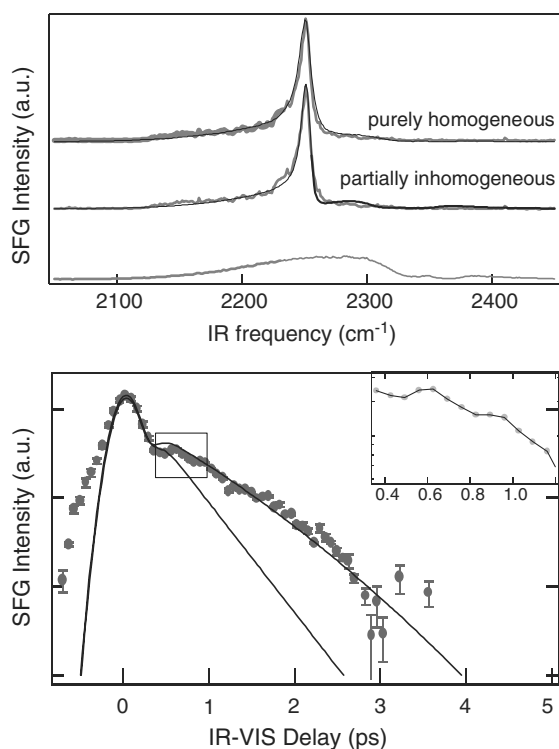 SFG Intensity (a.u.)
purely homogeneous
partially inhomogeneous
2100 2200 2300 2400
IR frequency (cm⁻¹)
SFG Intensity (a.u.)
0.4 0.6 0.8 1.0
0 1 2 3 4 5
IR-VIS Delay (ps)